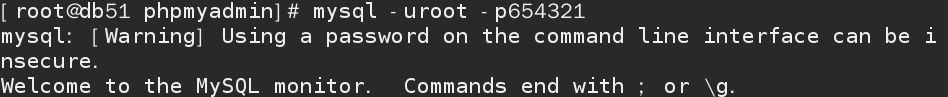 [root@db51 phpmyadmin]# mysql -uroot -p654321
mysql: [Warning] Using a password on the command line interface can be i
nsecure.
Welcome to the MySQL monitor.  Commands end with ; or \g.